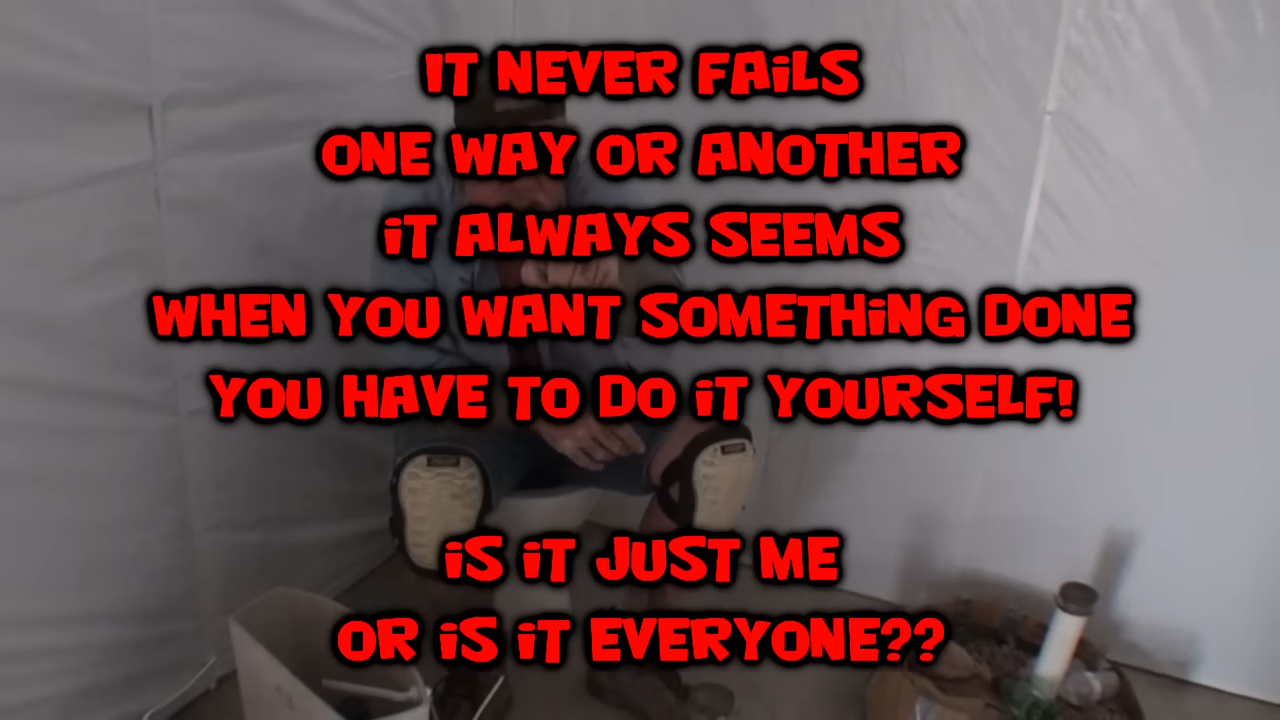 IT NEVER FAiLS
ONE WAY OR ANOTHER
iT ALWAYS SEEMS
WHEN YOU WANT SOMETHiNG DONE
YOU HAVE TO DO iT YOURSELF!
iS iT JUST ME
OR iS iT EVERYONE??